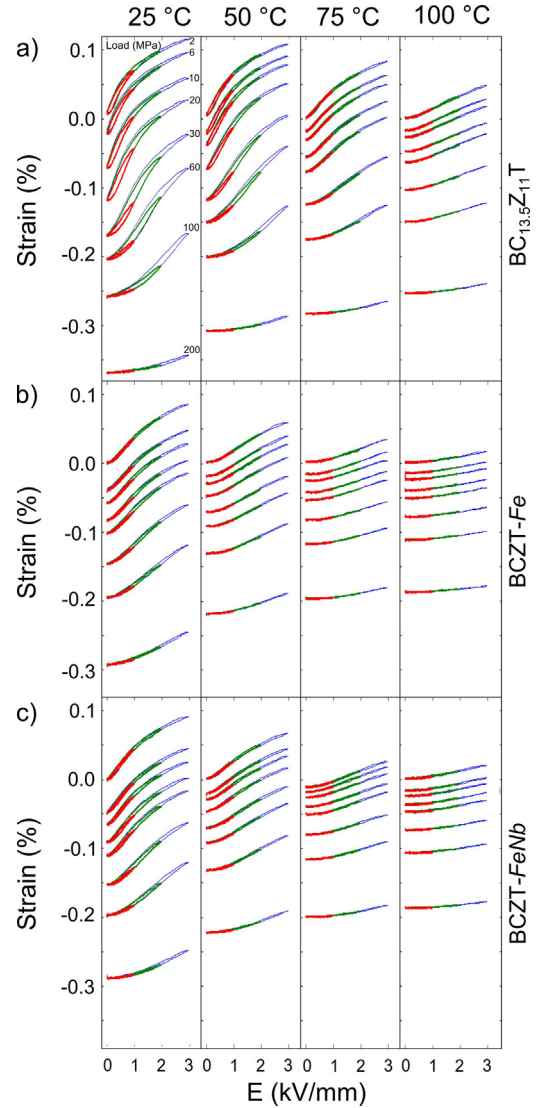 25 °C 50 °C 75 °C 100 °C
a)
0.1
0.0
-0.1
-0.2
-0.3
Strain (%)
Load (MPa)
2
6
10
20
30
60
100
200
BC13.5Z11T
b)
0.1
0.0
-0.1
-0.2
-0.3
Strain (%)
BCZT-Fe
c)
0.1
0.0
-0.1
-0.2
-0.3
Strain (%)
BCZT-FeNb
0 1 2 3 0 1 2 3 0 1 2 3 0 1 2 3
E (kV/mm)